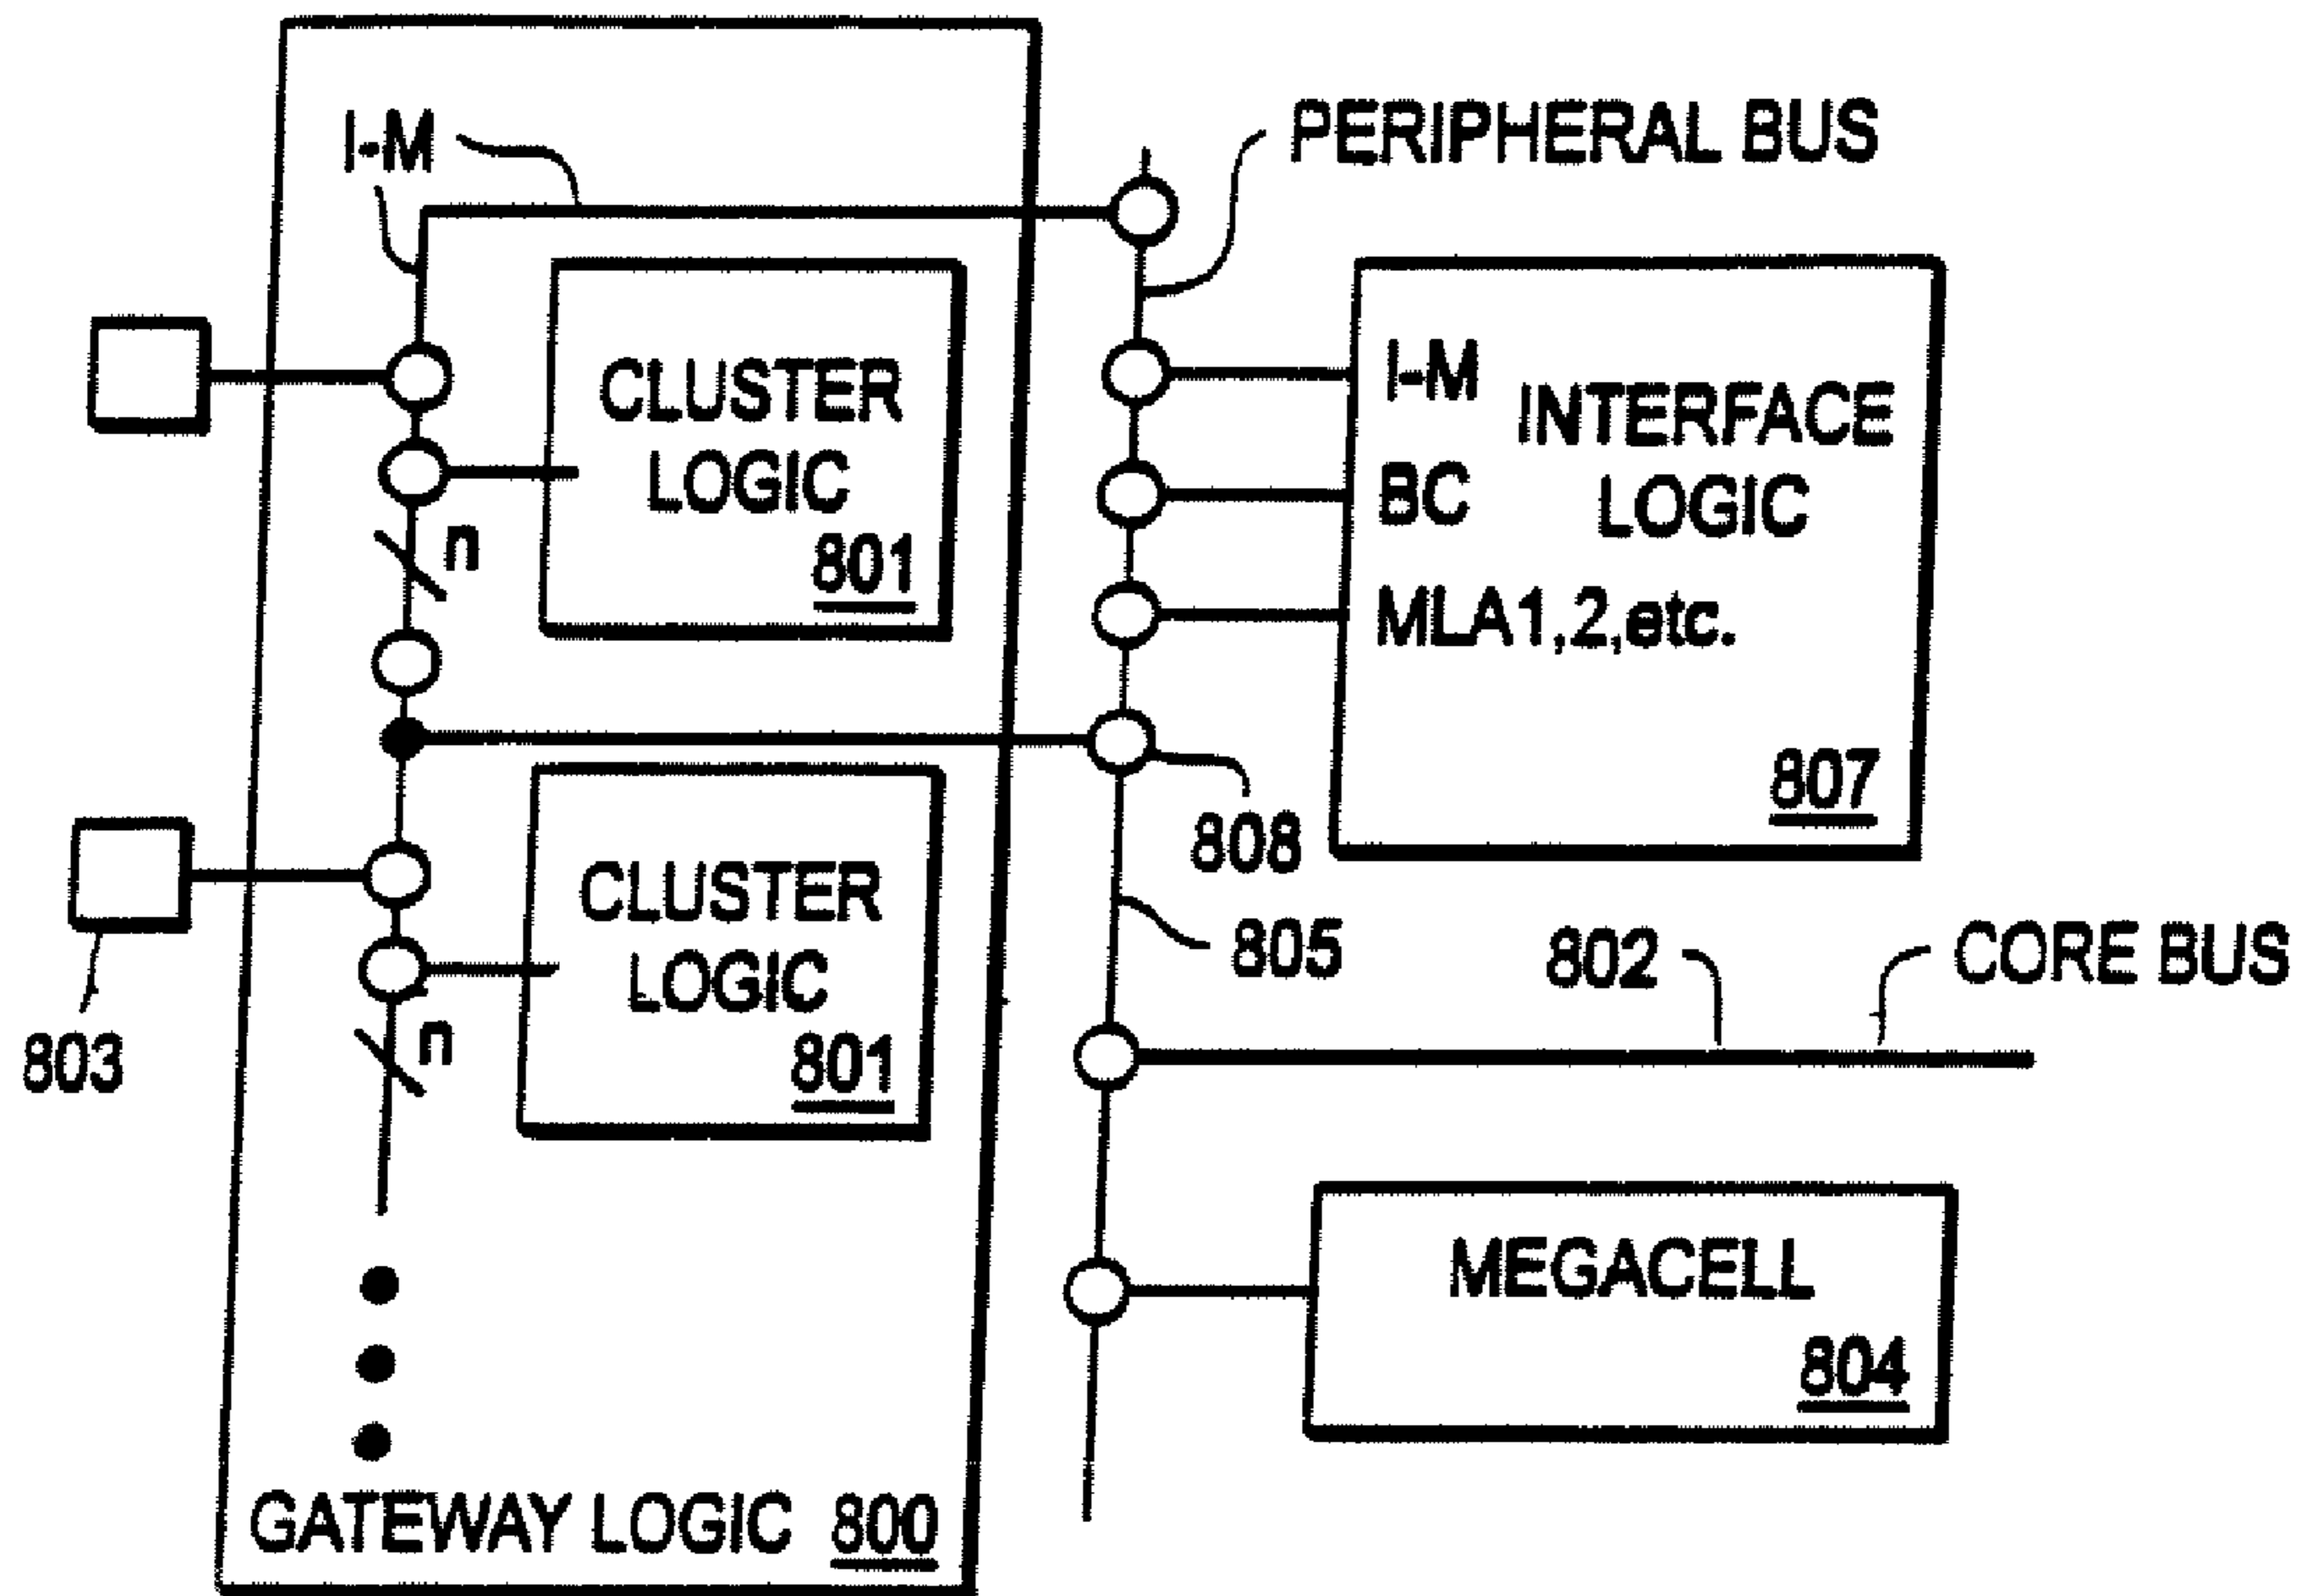 I-M
PERIPHERAL BUS
CLUSTER
LOGIC
801
n
I-M
INTERFACE
BC
LOGIC
MLA1,2,etc.
807
808
CLUSTER
LOGIC
801
n
803
805
802
CORE BUS
MEGACELL
804
GATEWAY LOGIC 800